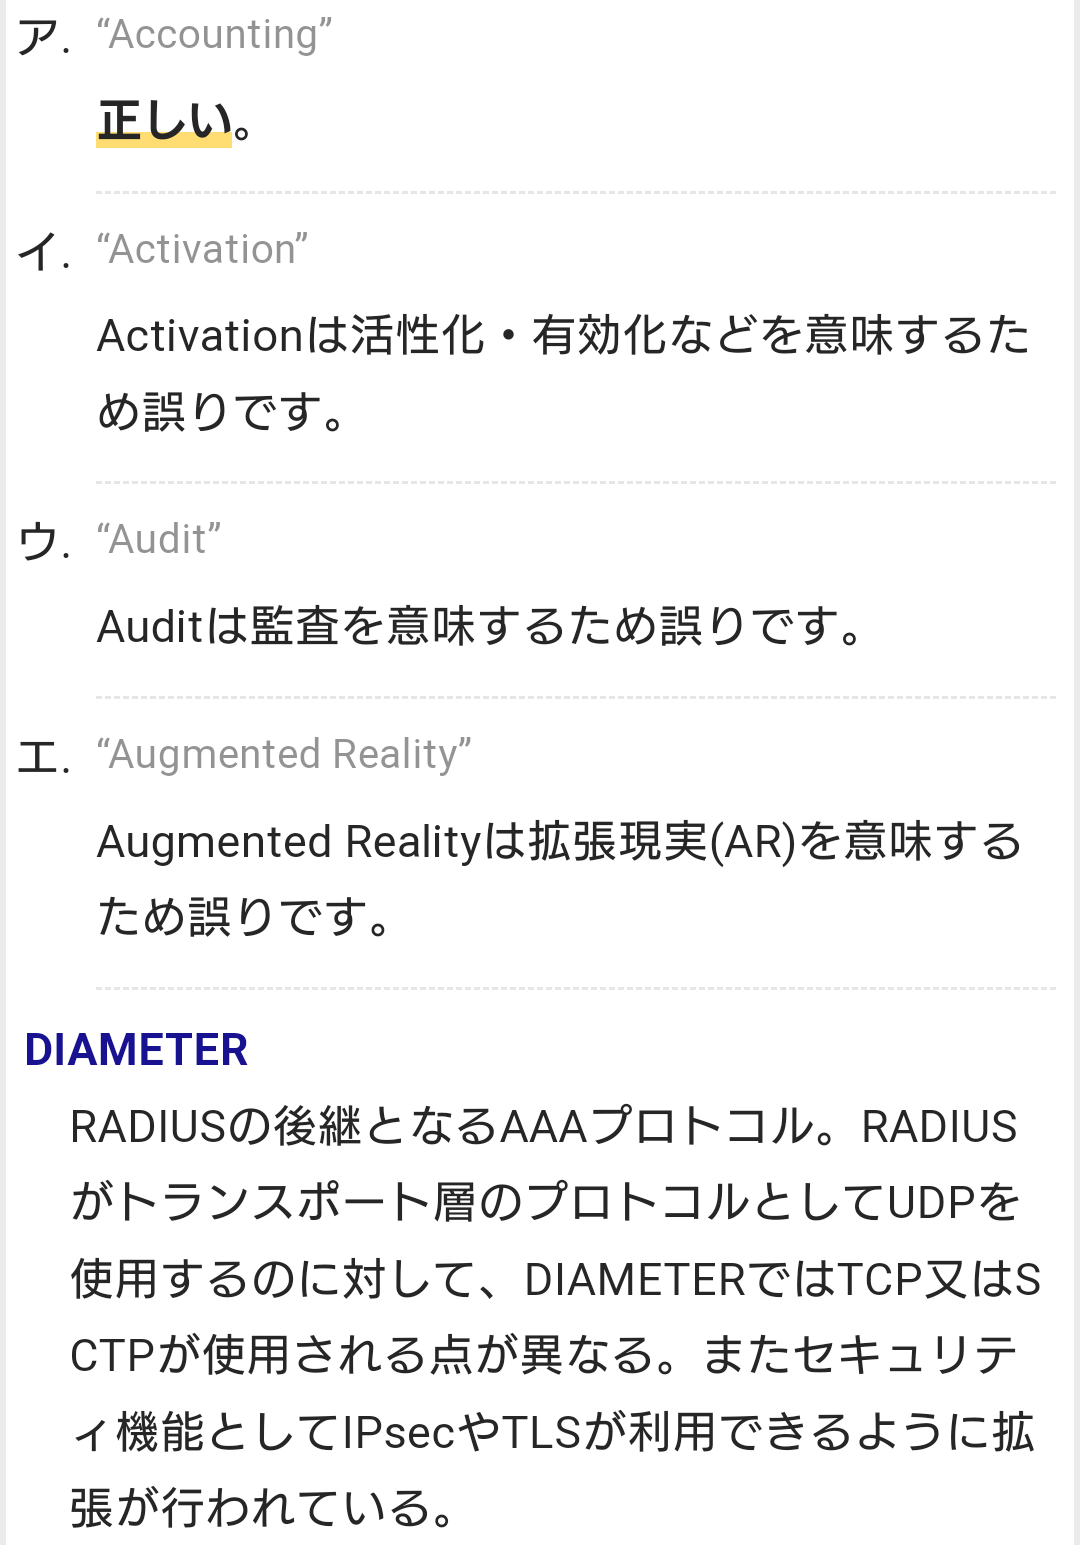 ア. “Accounting”
正しい。
イ. “Activation”
Activationは活性化・有効化などを意味するた
め誤りです。
ウ. “Audit”
Auditは監査を意味するため誤りです。
エ. “Augmented Reality”
Augmented Realityは拡張現実(AR)を意味する
ため誤りです。
DIAMETER
RADIUSの後継となるAAAプロトコル。RADIUS
がトランスポート層のプロトコルとしてUDPを
使用するのに対して、DIAMETERではTCP又はS
CTPが使用される点が異なる。またセキュリテ
ィ機能としてIPsecやTLSが利用できるように拡
張が行われている。